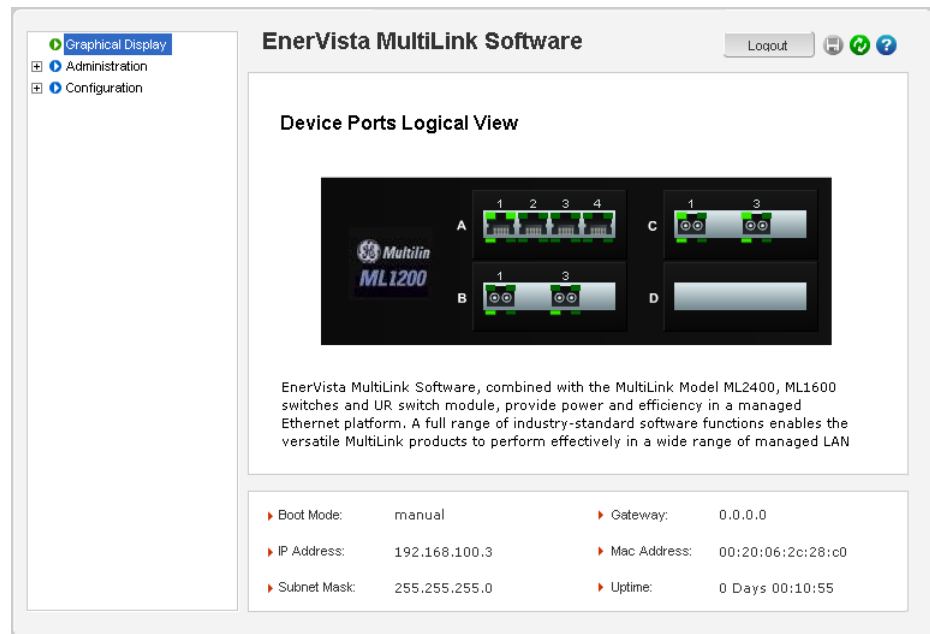 Graphical Display
Administration
Configuration
EnerVista MultiLink Software
Logout
Device Ports Logical View
1 2 3 4
A
1 3
C
Multilin
ML1200
1 3
B
D
EnerVista MultiLink Software, combined with the MultiLink Model ML2400, ML1600
switches and UR switch module, provide power and efficiency in a managed
Ethernet platform. A full range of industry-standard software functions enables the
versatile MultiLink products to perform effectively in a wide range of managed LAN
Boot Mode: manual
Gateway: 0.0.0.0
IP Address: 192.168.100.3
Mac Address: 00:20:06:2c:28:c0
Subnet Mask: 255.255.255.0
Uptime: 0 Days 00:10:55